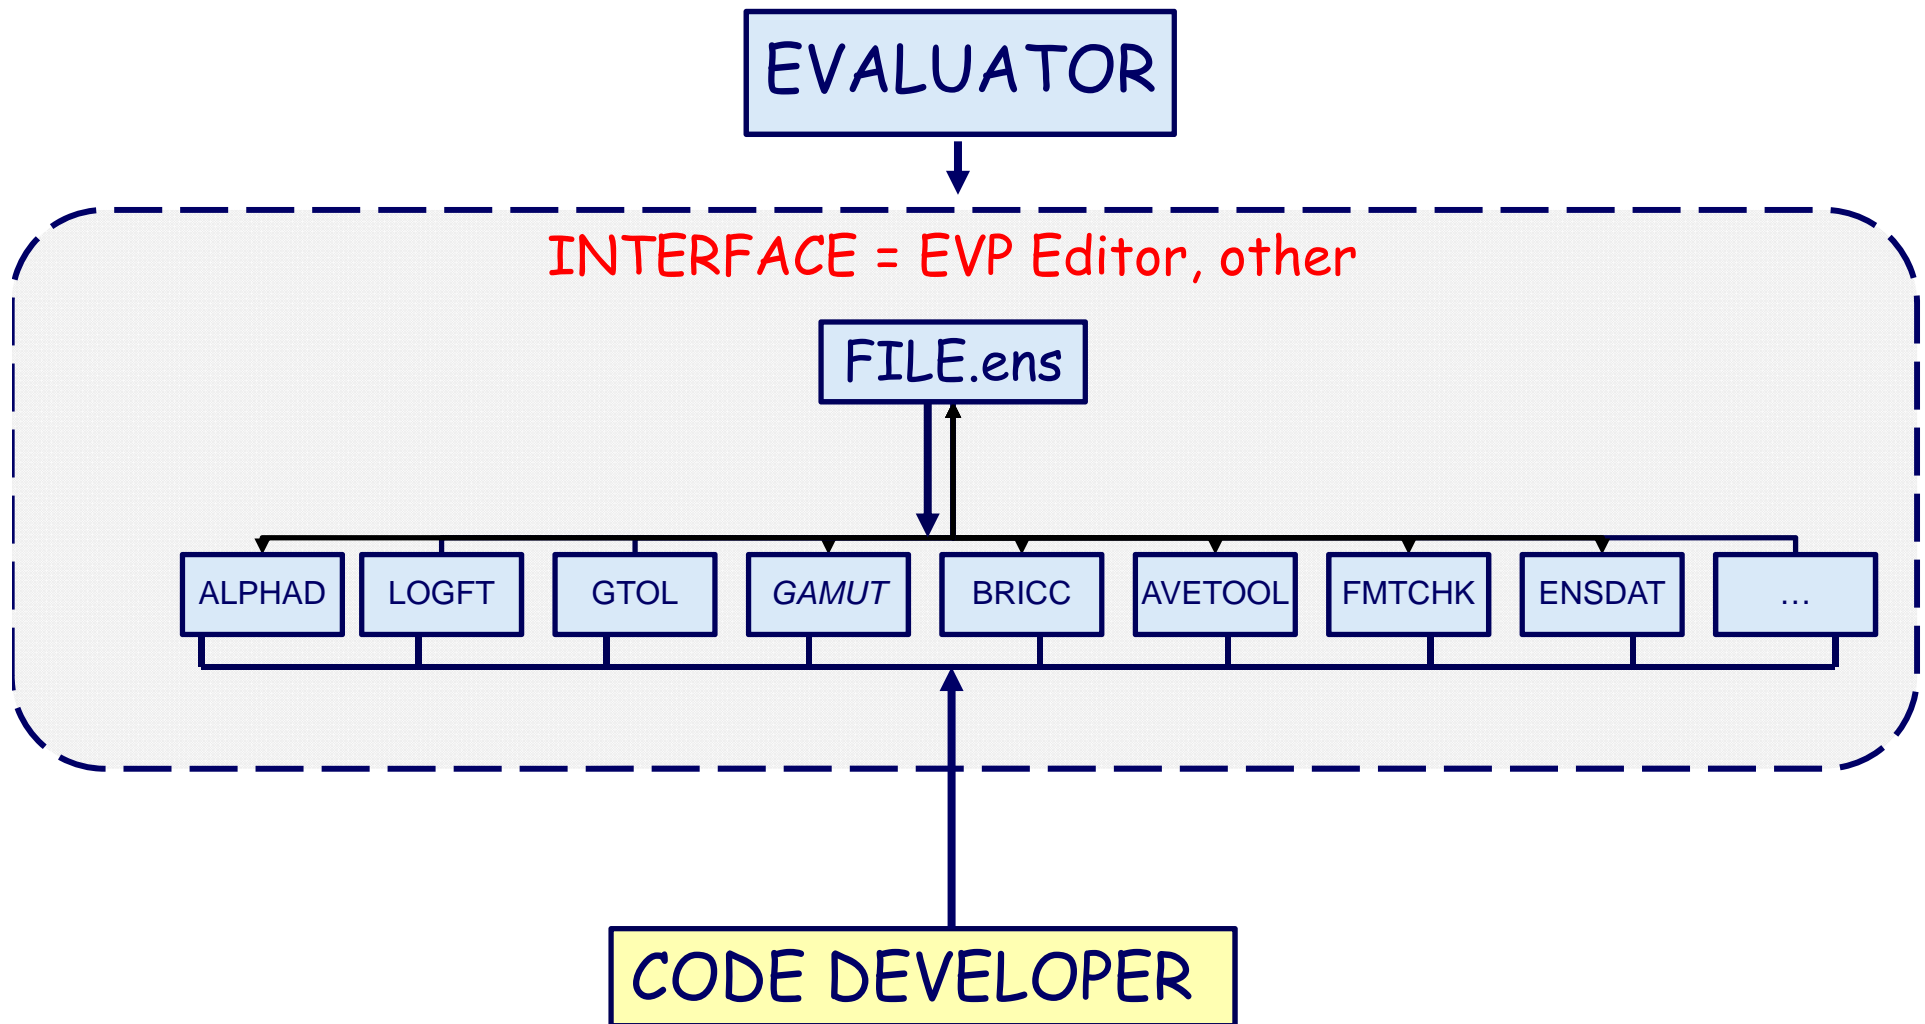 EVALUATOR
INTERFACE = EVP Editor, other
FILE.ens
ALPHAD
LOGFT
GTOL
GAMUT
BRICC
AVETOOL
FMTCHK
ENSDAT
...
CODE DEVELOPER